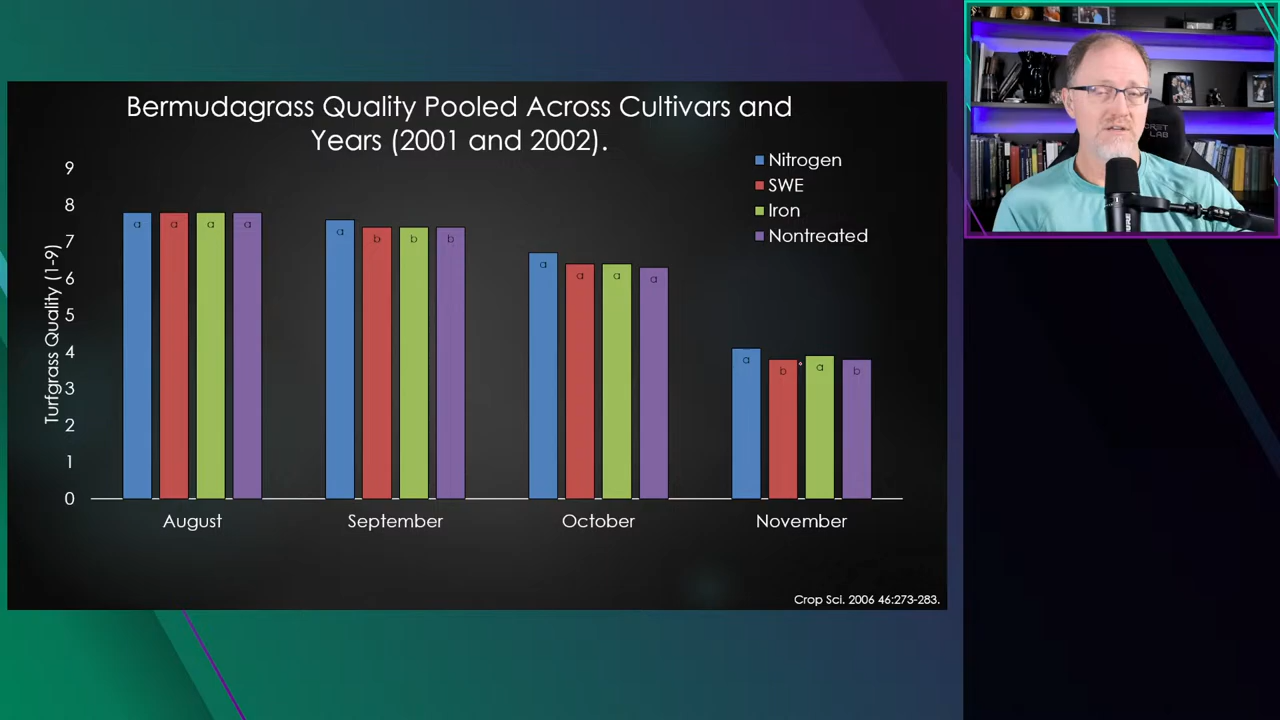 Bermudagrass Quality Pooled Across Cultivars and
Years (2001 and 2002).
Nitrogen
SWE
Iron
Nontreated
Turfgrass Quality (1-9)
9
8
7
6
5
4
3
2
1
0
a a a a
a b b b
a a a a
a b a b
August September October November
Crop Sci. 2006 46:273-283.